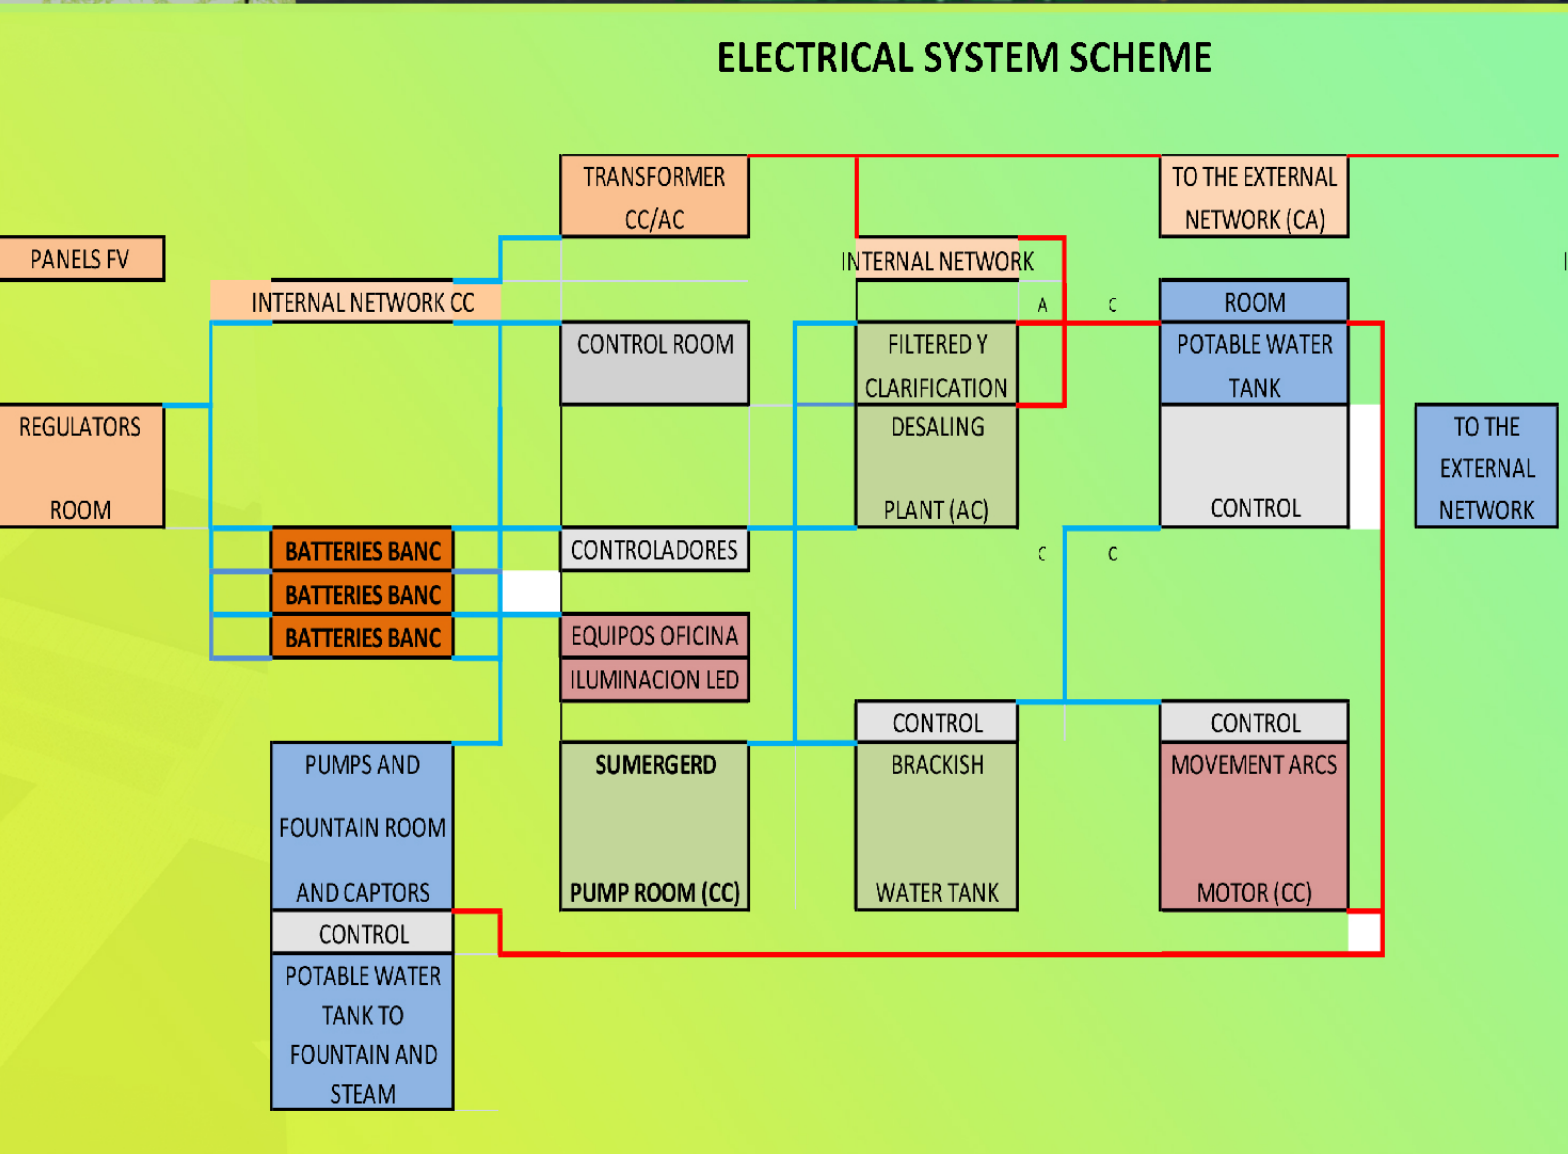 ELECTRICAL SYSTEM SCHEME
TRANSFORMER
CC/AC
TO THE EXTERNAL
NETWORK (CA)
PANELS FV
INTERNAL NETWORK
INTERNAL NETWORK CC
A
C
ROOM
CONTROL ROOM
FILTERED Y
CLARIFICATION
POTABLE WATER
TANK
REGULATORS
ROOM
DESALING
PLANT (AC)
CONTROL
TO THE
EXTERNAL
NETWORK
BATTERIES BANC
BATTERIES BANC
BATTERIES BANC
CONTROLADORES
C
C
EQUIPOS OFICINA
ILUMINACION LED
CONTROL
CONTROL
PUMPS AND
FOUNTAIN ROOM
AND CAPTORS
SUMERGERD
PUMP ROOM (CC)
BRACKISH
WATER TANK
MOVEMENT ARCS
MOTOR (CC)
CONTROL
POTABLE WATER
TANK TO
FOUNTAIN AND
STEAM